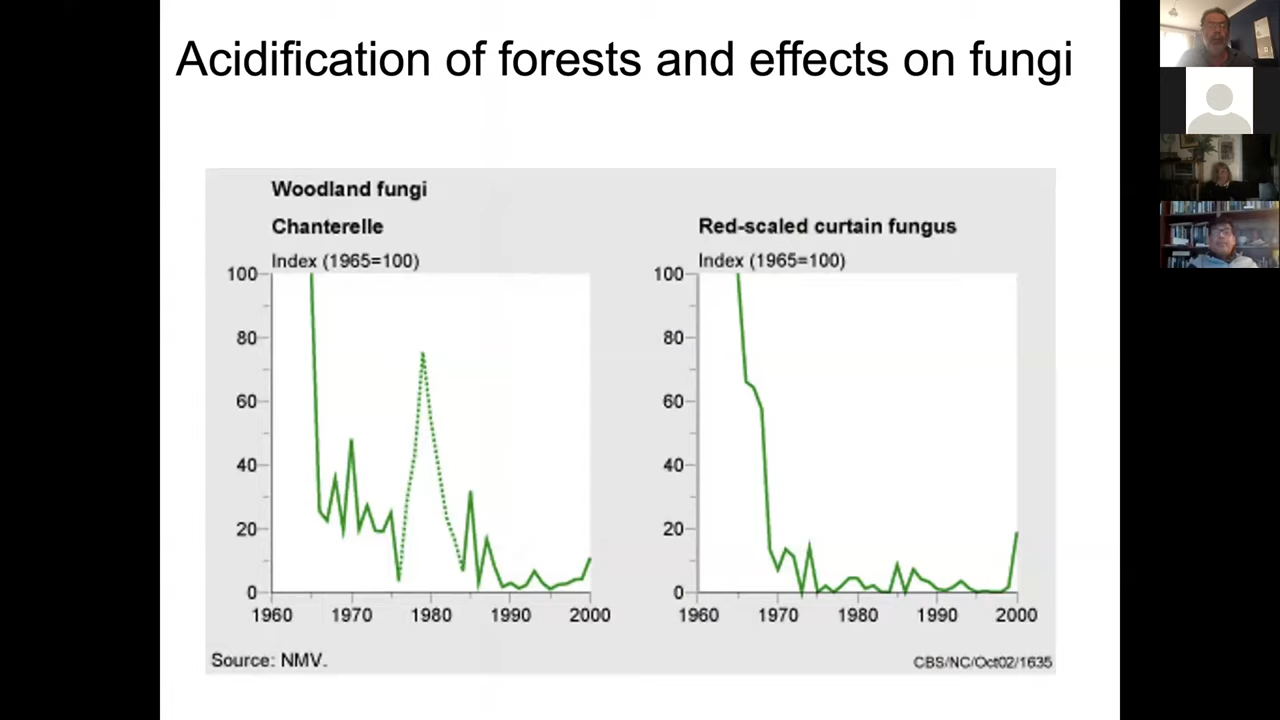 Acidification of forests and effects on fungi
Woodland fungi
Chanterelle
Index (1965=100)
100
80
60
40
20
0
1960 1970 1980 1990 2000
Red-scaled curtain fungus
Index (1965=100)
100
80
60
40
20
0
1960 1970 1980 1990 2000
Source: NMV.
CBS/NC/Oct02/1635